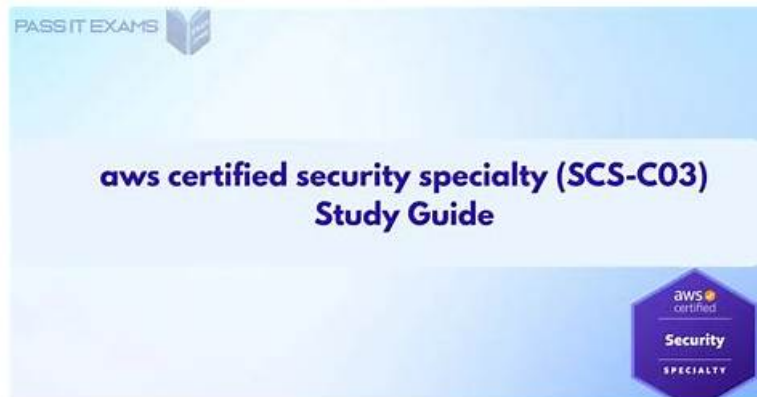 PASS IT EXAMS
aws certified security specialty (SCS-C03)
Study Guide
aws
certified
Security
SPECIALTY